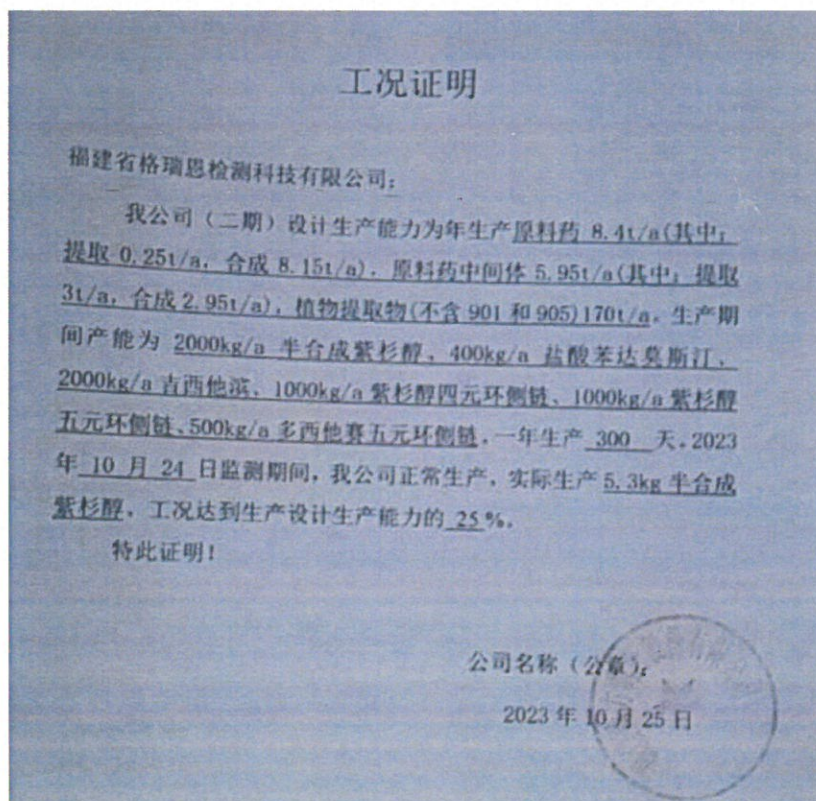 工况证明
福建省格瑞恩检测科技有限公司：
我公司（二期）设计生产能力为年生产原料药 8.4t/a(其中：
提取 0.25t/a，合成 8.15t/a)，原料药中间体 5.95t/a(其中：提取
3t/a，合成 2.95t/a)，植物提取物(不含 901 和 905)170t/a。生产期
间产能为 2000kg/a 半合成紫杉醇、400kg/a 盐酸苯达莫斯汀、
2000kg/a 吉西他滨、1000kg/a 紫杉醇四元环侧链、1000kg/a 紫杉醇
五元环侧链、500kg/a 多西他赛五元环侧链，一年生产 300 天。2023
年 10 月 24 日监测期间，我公司正常生产，实际生产 5.3kg 半合成
紫杉醇，工况达到生产设计生产能力的 25%。
特此证明！
公司名称（公章）：
2023 年 10 月 25 日